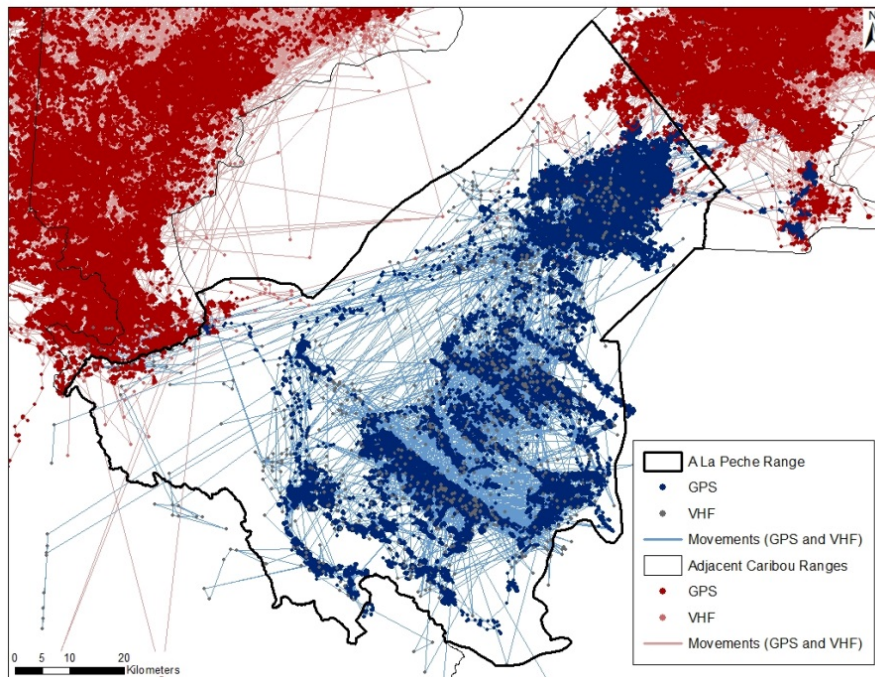 N
A La Peche Range
GPS
VHF
Movements (GPS and VHF)
Adjacent Caribou Ranges
GPS
VHF
Movements (GPS and VHF)
0 5 10 20
Kilometers